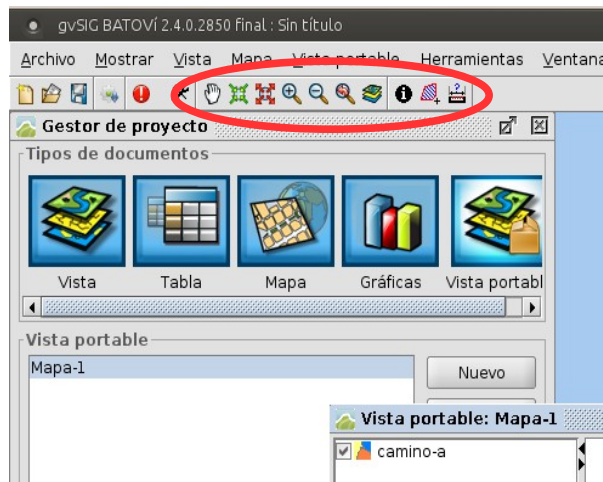 gvSIG BATOVÍ 2.4.0.2850 final : Sin título
Archivo Mostrar Vista Mapa Vista portable Herramientas Ventana
Gestor de proyecto
Tipos de documentos
Vista Tabla Mapa Gráficas Vista portabl
Vista portable
Mapa-1
Nuevo
Vista portable: Mapa-1
camino-a